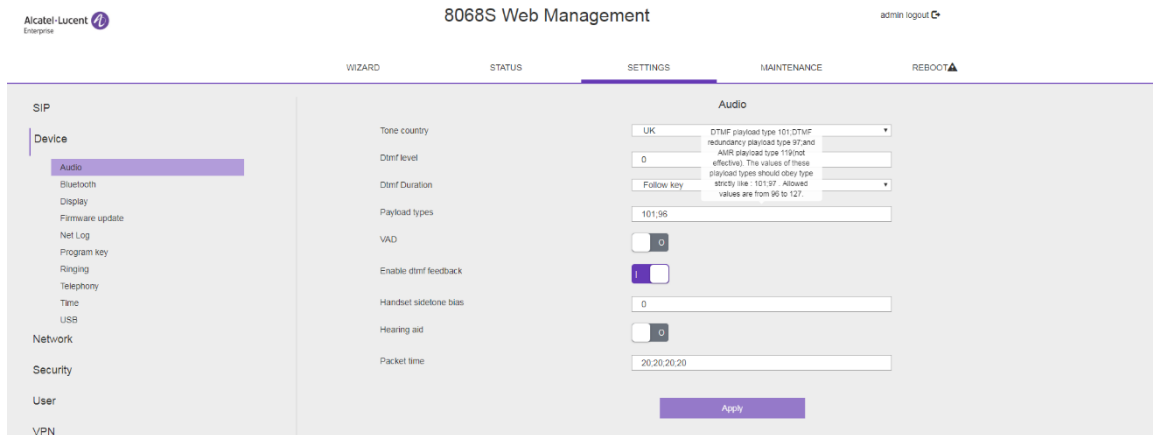 Alcatel-Lucent
Enterprise
8068S Web Management
admin logout
WIZARD
STATUS
SETTINGS
MAINTENANCE
REBOOT
SIP
Device
Audio
Bluetooth
Display
Firmware update
Net Log
Program key
Ringing
Telephony
Time
USB
Network
Security
User
VPN
Audio
Tone country
UK
Dtmf level
0
Dtmf Duration
Follow key
DTMF playload type 101;DTMF
redundancy playload type 97;and
AMR playload type 119(not
effective). The values of these
playload types should obey type
strictly like : 101;97 . Allowed
values are from 96 to 127.
Payload types
101;96
VAD
O
Enable dtmf feedback
I
Handset sidetone bias
0
Hearing aid
O
Packet time
20;20;20;20
Apply